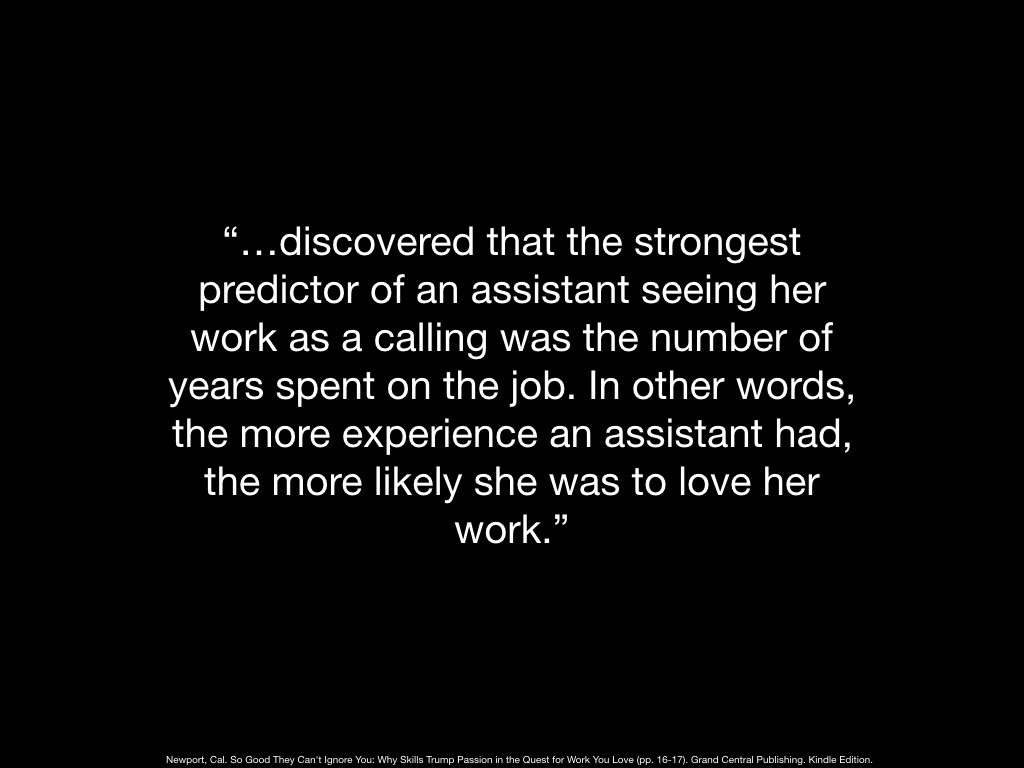 “…discovered that the strongest
predictor of an assistant seeing her
work as a calling was the number of
years spent on the job. In other words,
the more experience an assistant had,
the more likely she was to love her
work.”
Newport, Cal. So Good They Can't Ignore You: Why Skills Trump Passion in the Quest for Work You Love (pp. 16-17). Grand Central Publishing. Kindle Edition.